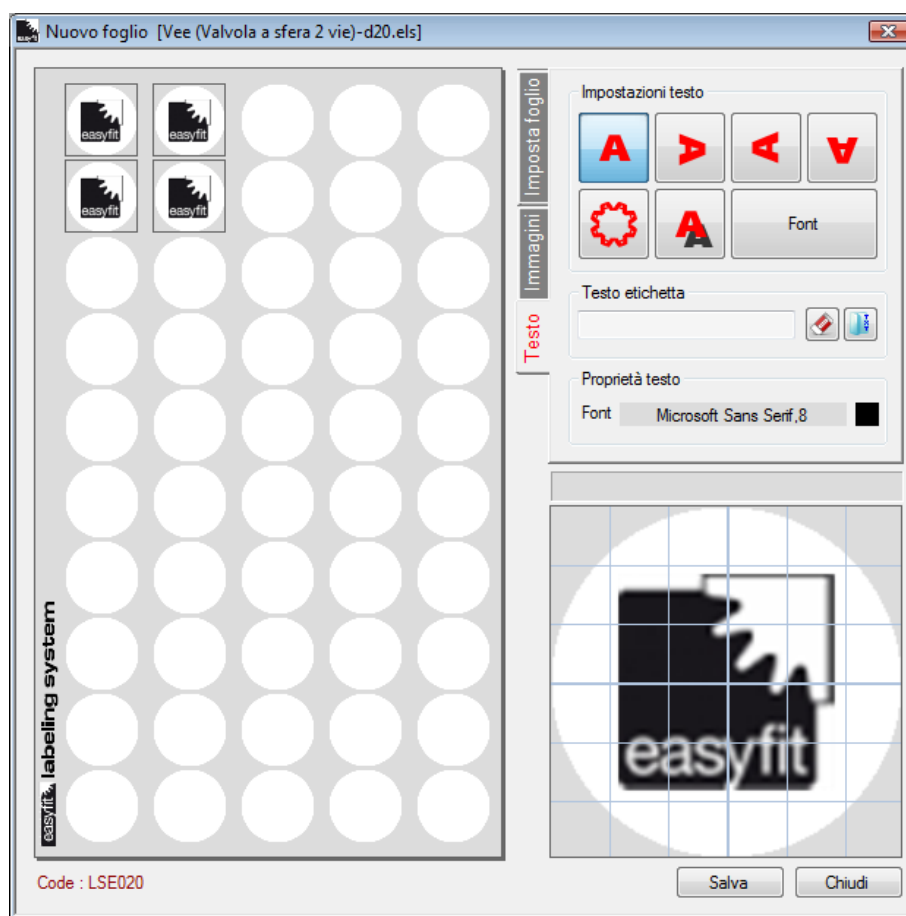 Nuovo foglio [Vee (Valvola a sfera 2 vie)-d20.els]
easyfit
easyfit
easyfit
easyfit
easyfit labeling system
Code : LSE020
Imposta foglio
Immagini
Testo
Impostazioni testo
A A A A
A A
Font
Testo etichetta
TXT
Proprietà testo
Font Microsoft Sans Serif,8
easyfit
Salva Chiudi